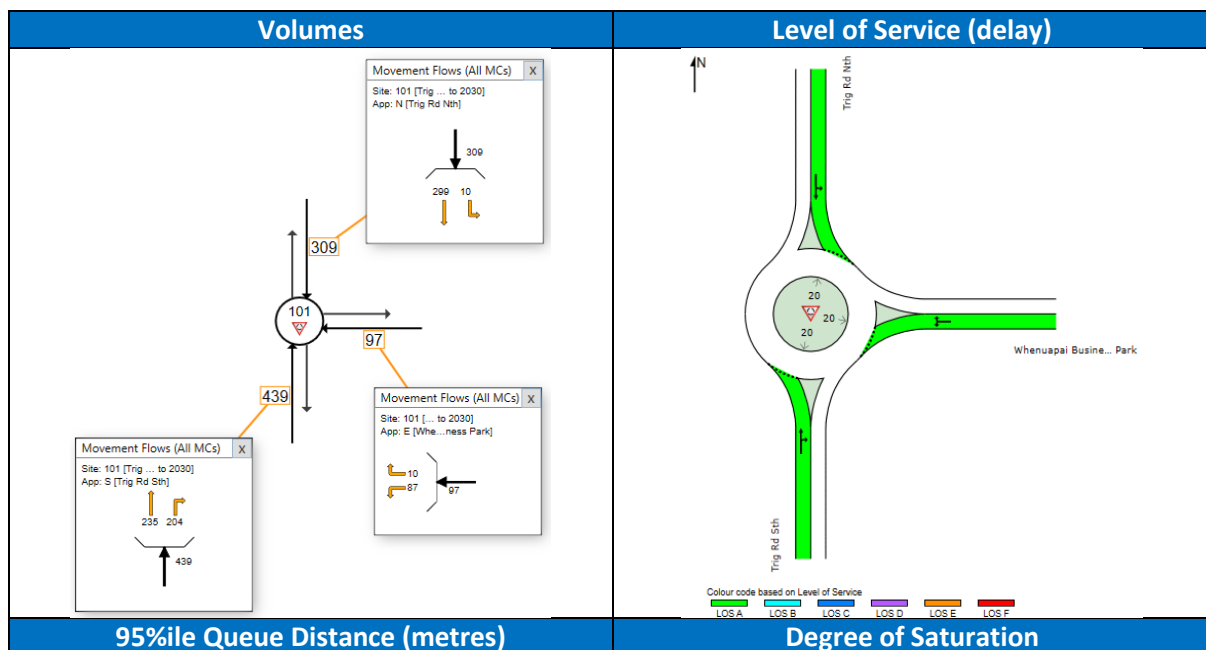 Volumes
Level of Service (delay)
Movement Flows (All MCs) X
Site: 101 [Trig ... to 2030]
App: N [Trig Rd Nth]
309
299 10
309
101
97
439
Movement Flows (All MCs) X
Site: 101 [... to 2030]
App: E [Whe...ness Park]
10
87
97
Movement Flows (All MCs) X
Site: 101 [Trig ... to 2030]
App: S [Trig Rd Sth]
235 204
439
N
Trig Rd Nth
20
20
20
Whenuapai Busine... Park
Trig Rd Sth
Colour code based on Level of Service
LOS A LOS B LOS C LOS D LOS E LOS F
95%ile Queue Distance (metres)
Degree of Saturation